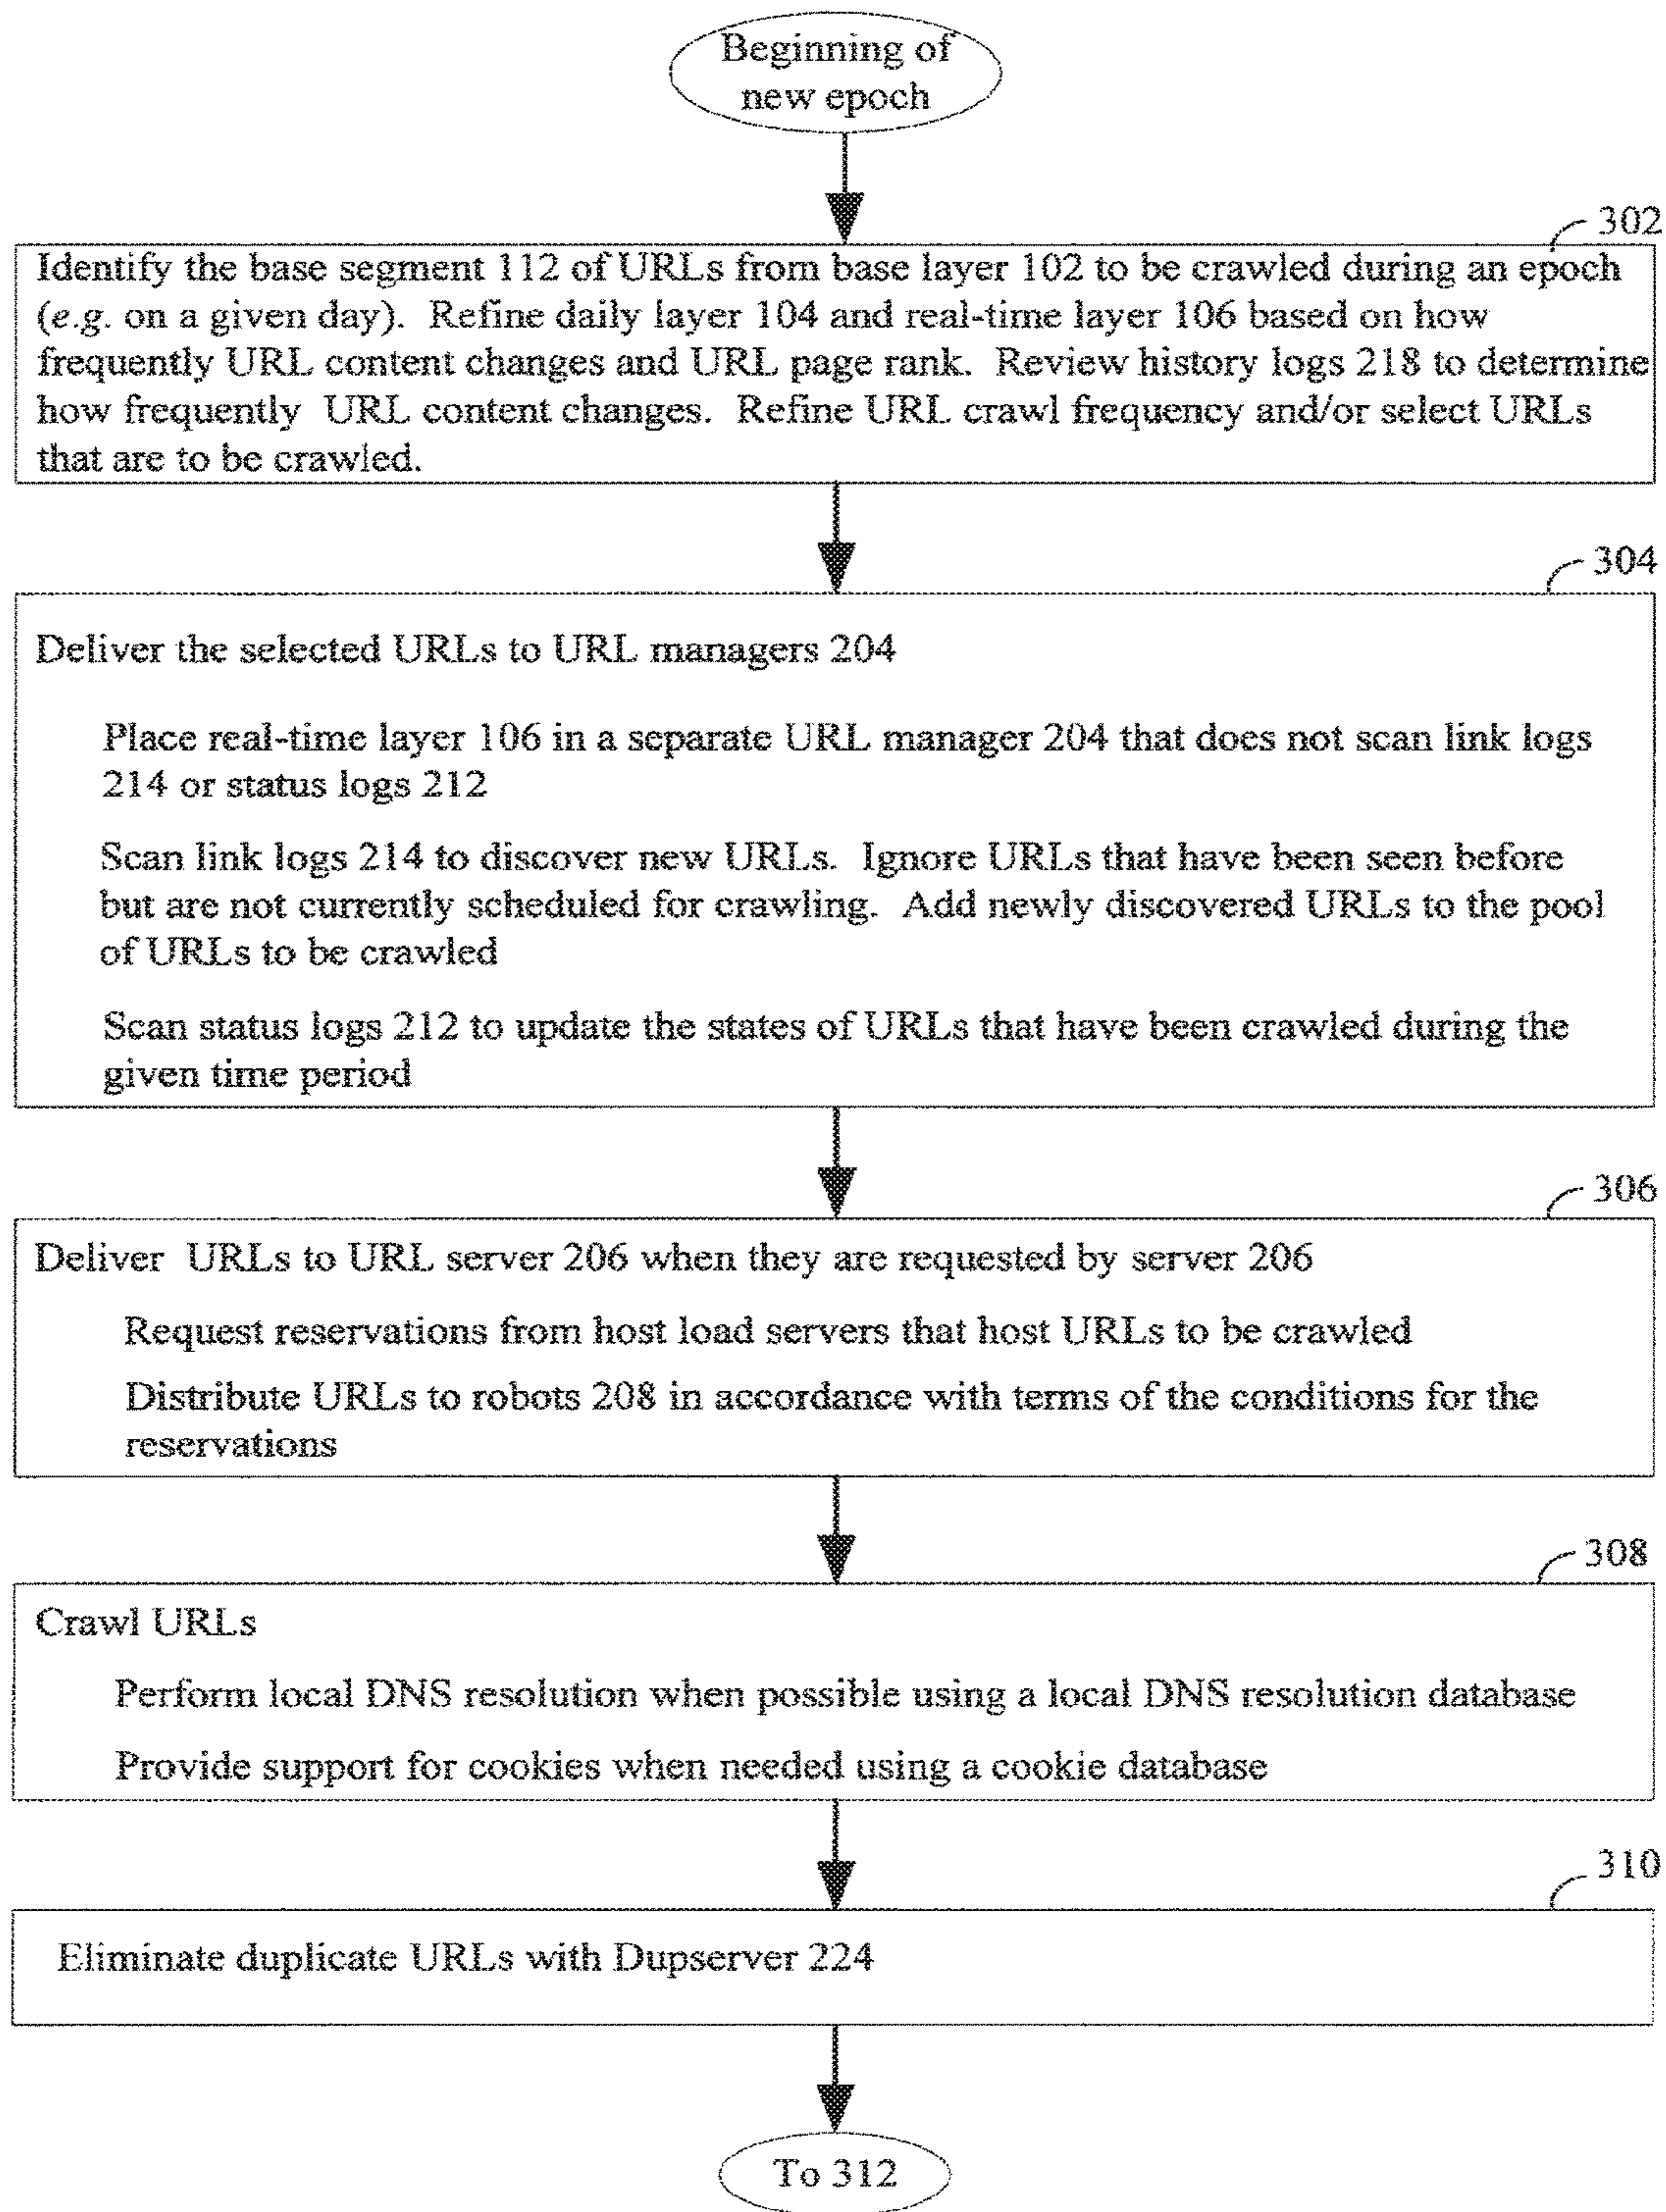 Beginning of
new epoch
302
Identify the base segment 112 of URLs from base layer 102 to be crawled during an epoch
(e.g. on a given day).  Refine daily layer 104 and real-time layer 106 based on how
frequently URL content changes and URL page rank.  Review history logs 218 to determine
how frequently  URL content changes.  Refine URL crawl frequency and/or select URLs
that are to be crawled.
304
Deliver the selected URLs to URL managers 204
Place real-time layer 106 in a separate URL manager 204 that does not scan link logs
214 or status logs 212
Scan link logs 214 to discover new URLs.  Ignore URLs that have been seen before
but are not currently scheduled for crawling.  Add newly discovered URLs to the pool
of URLs to be crawled
Scan status logs 212 to update the states of URLs that have been crawled during the
given time period
306
Deliver  URLs to URL server 206 when they are requested by server 206
Request reservations from host load servers that host URLs to be crawled
Distribute URLs to robots 208 in accordance with terms of the conditions for the
reservations
308
Crawl URLs
Perform local DNS resolution when possible using a local DNS resolution database
Provide support for cookies when needed using a cookie database
310
Eliminate duplicate URLs with Dupserver 224
To 312